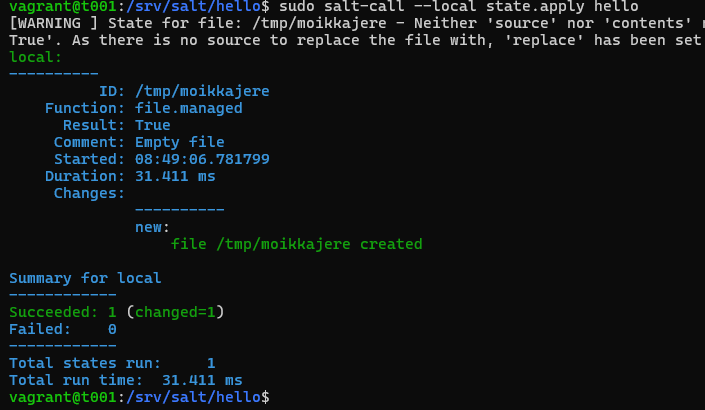 vagrant@t001:/srv/salt/hello$ sudo salt-call --local state.apply hello
[WARNING ] State for file: /tmp/moikkajere - Neither 'source' nor 'contents'
True'. As there is no source to replace the file with, 'replace' has been set
local:
----------
          ID: /tmp/moikkajere
    Function: file.managed
      Result: True
     Comment: Empty file
     Started: 08:49:06.781799
    Duration: 31.411 ms
     Changes:
              ----------
              new:
                  file /tmp/moikkajere created

Summary for local
------------
Succeeded: 1 (changed=1)
Failed:    0
------------
Total states run:     1
Total run time:  31.411 ms
vagrant@t001:/srv/salt/hello$